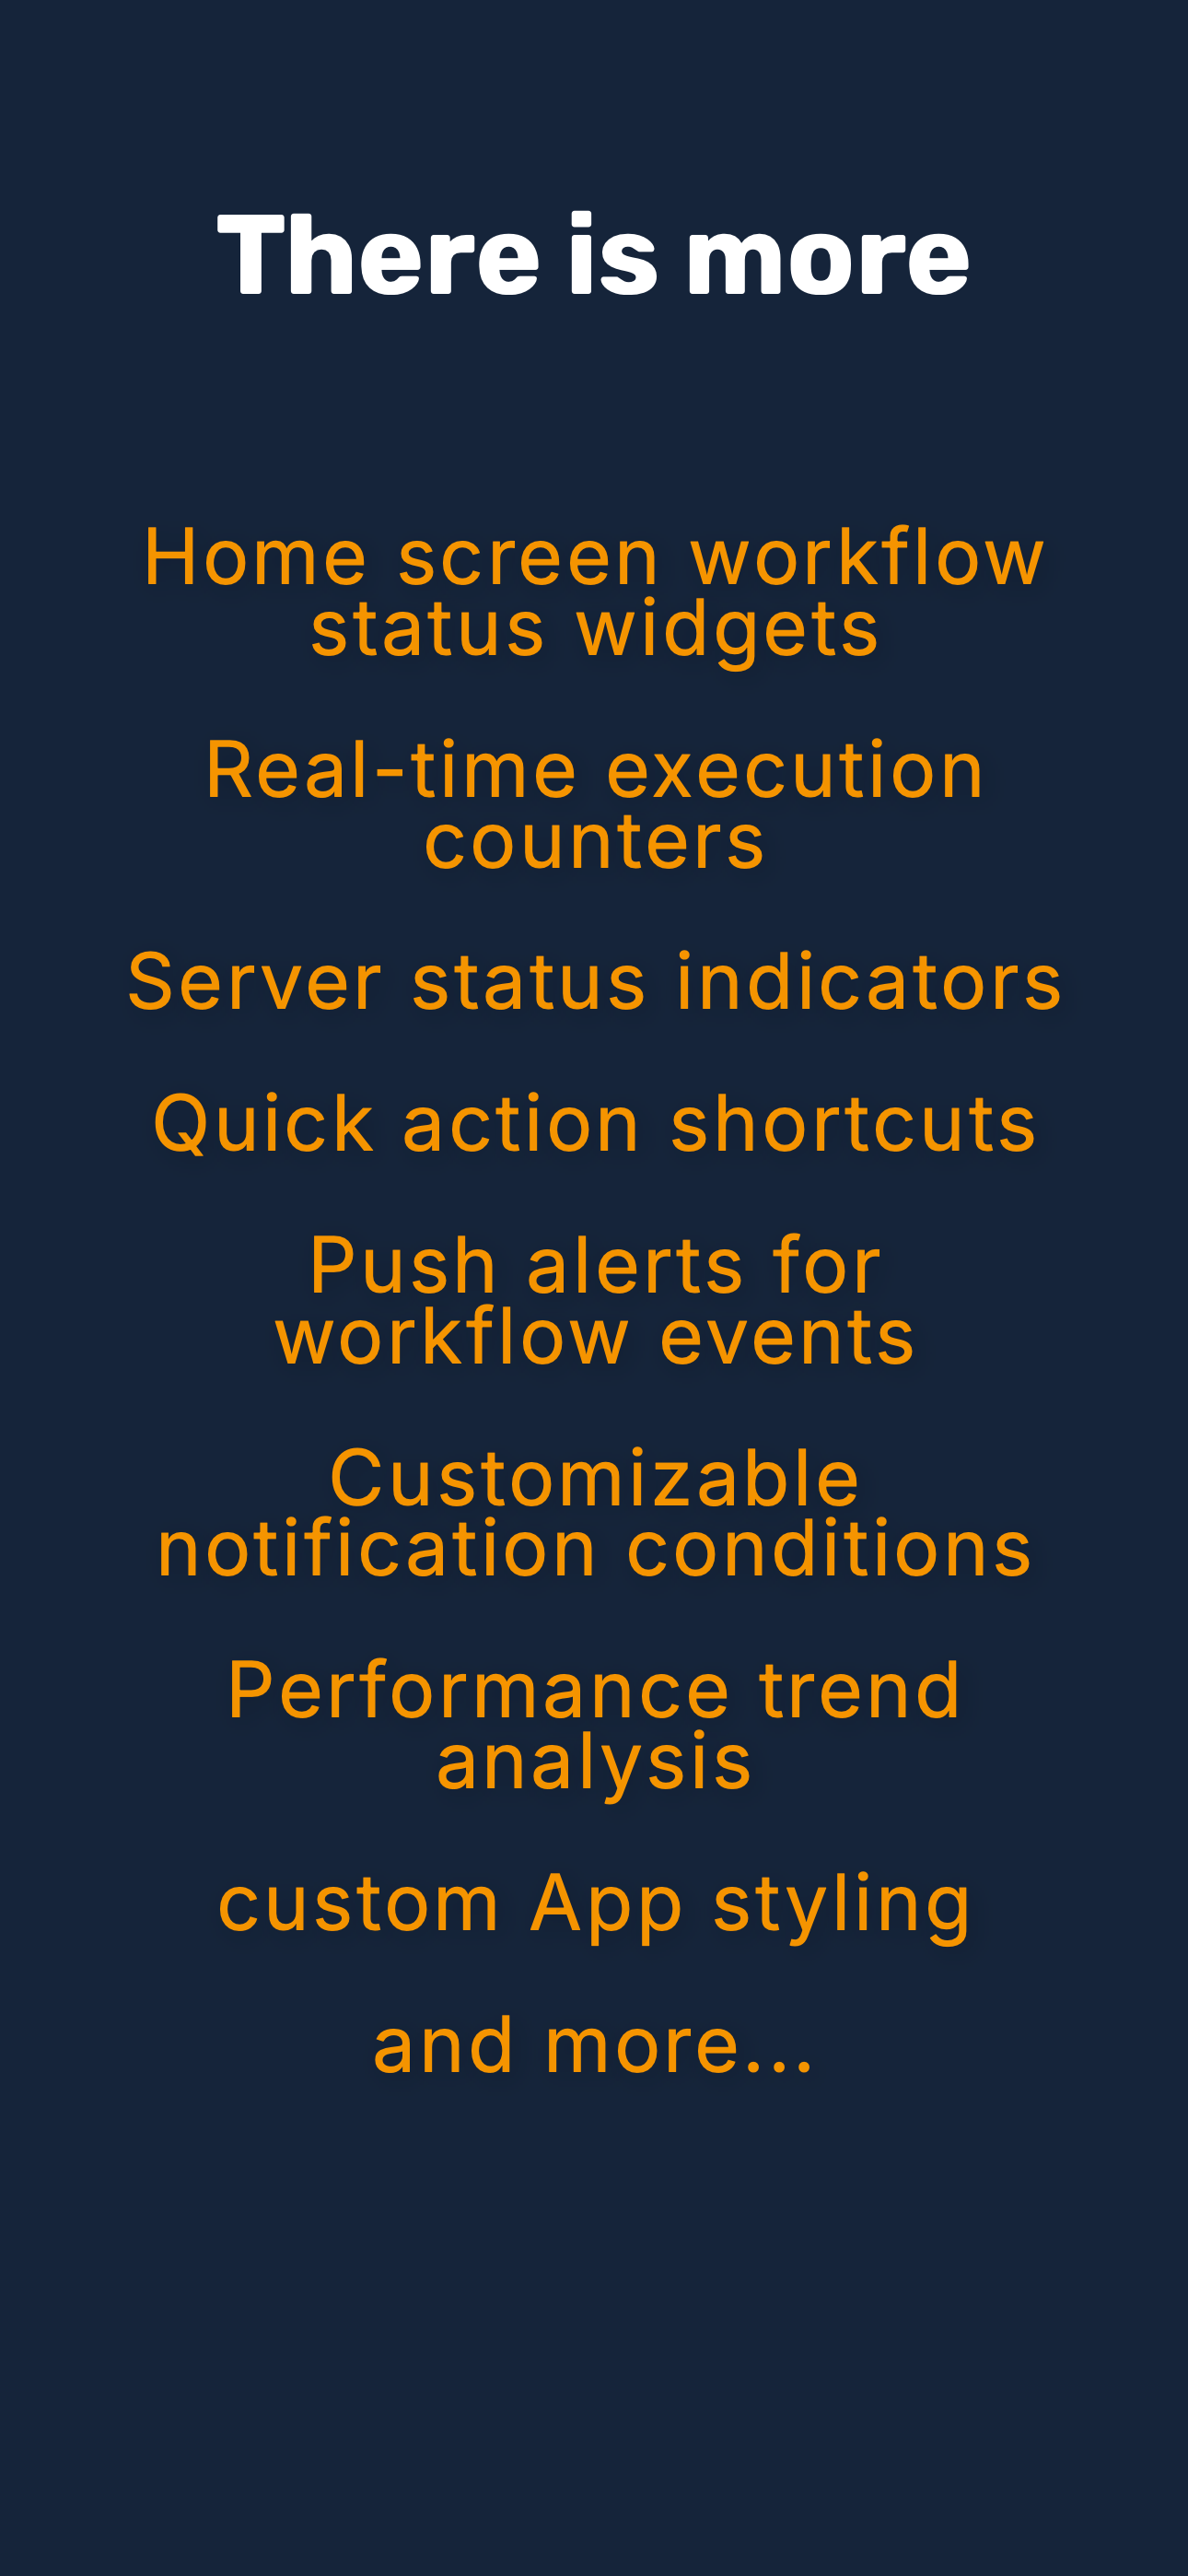 There is more
Home screen workflow
status widgets
Real-time execution
counters
Server status indicators
Quick action shortcuts
Push alerts for
workflow events
Customizable
notification conditions
Performance trend
analysis
custom App styling
and more...